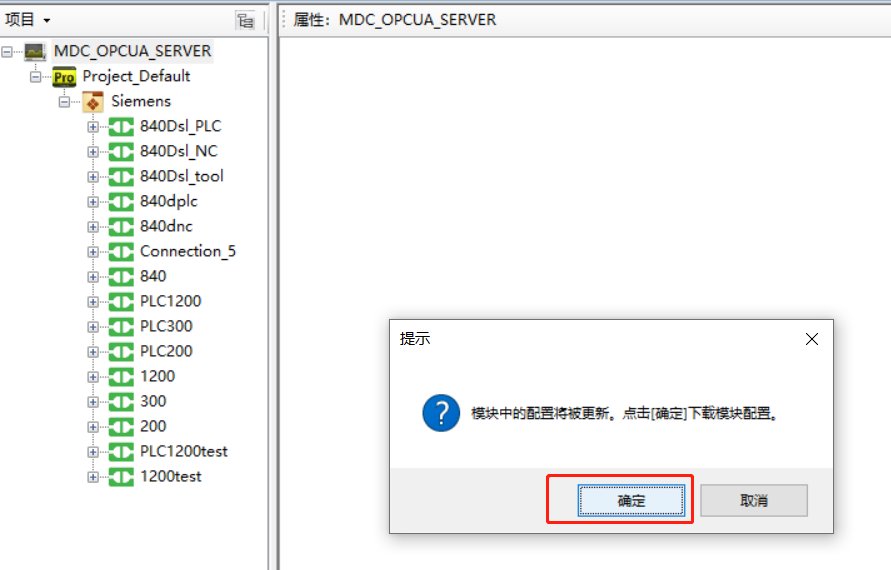 项目
属性：MDC_OPCUA_SERVER
MDC_OPCUA_SERVER
Pro Project_Default
Siemens
840Dsl_PLC
840Dsl_NC
840Dsl_tool
840dplc
840dnc
Connection_5
840
PLC1200
PLC300
PLC200
1200
300
200
PLC1200test
1200test
提示
模块中的配置将被更新。点击[确定]下载模块配置。
确定
取消